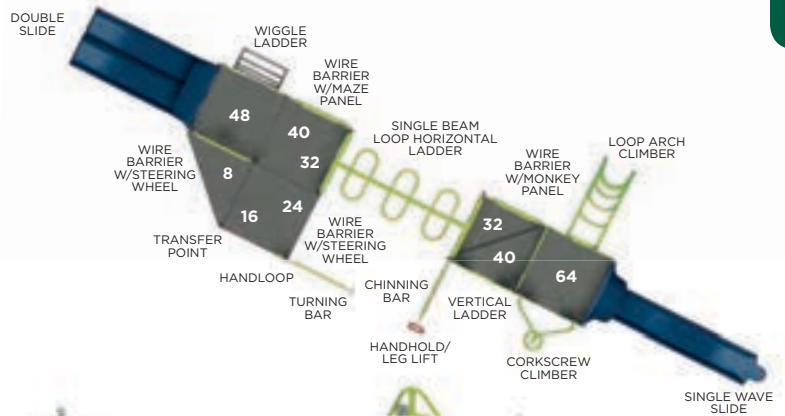 DOUBLE
SLIDE
WIGGLE
LADDER
WIRE
BARRIER
W/MAZE
PANEL
48
40
32
SINGLE BEAM
LOOP HORIZONTAL
LADDER
WIRE
BARRIER
W/MONKEY
PANEL
LOOP ARCH
CLIMBER
WIRE
BARRIER
W/STEERING
WHEEL
8
16
24
TRANSFER
POINT
WIRE
BARRIER
W/STEERING
WHEEL
HANDLOOP
TURNING
BAR
32
40
64
CHINNING
BAR
VERTICAL
LADDER
HANDHOLD/
LEG LIFT
CORKSCREW
CLIMBER
SINGLE WAVE
SLIDE